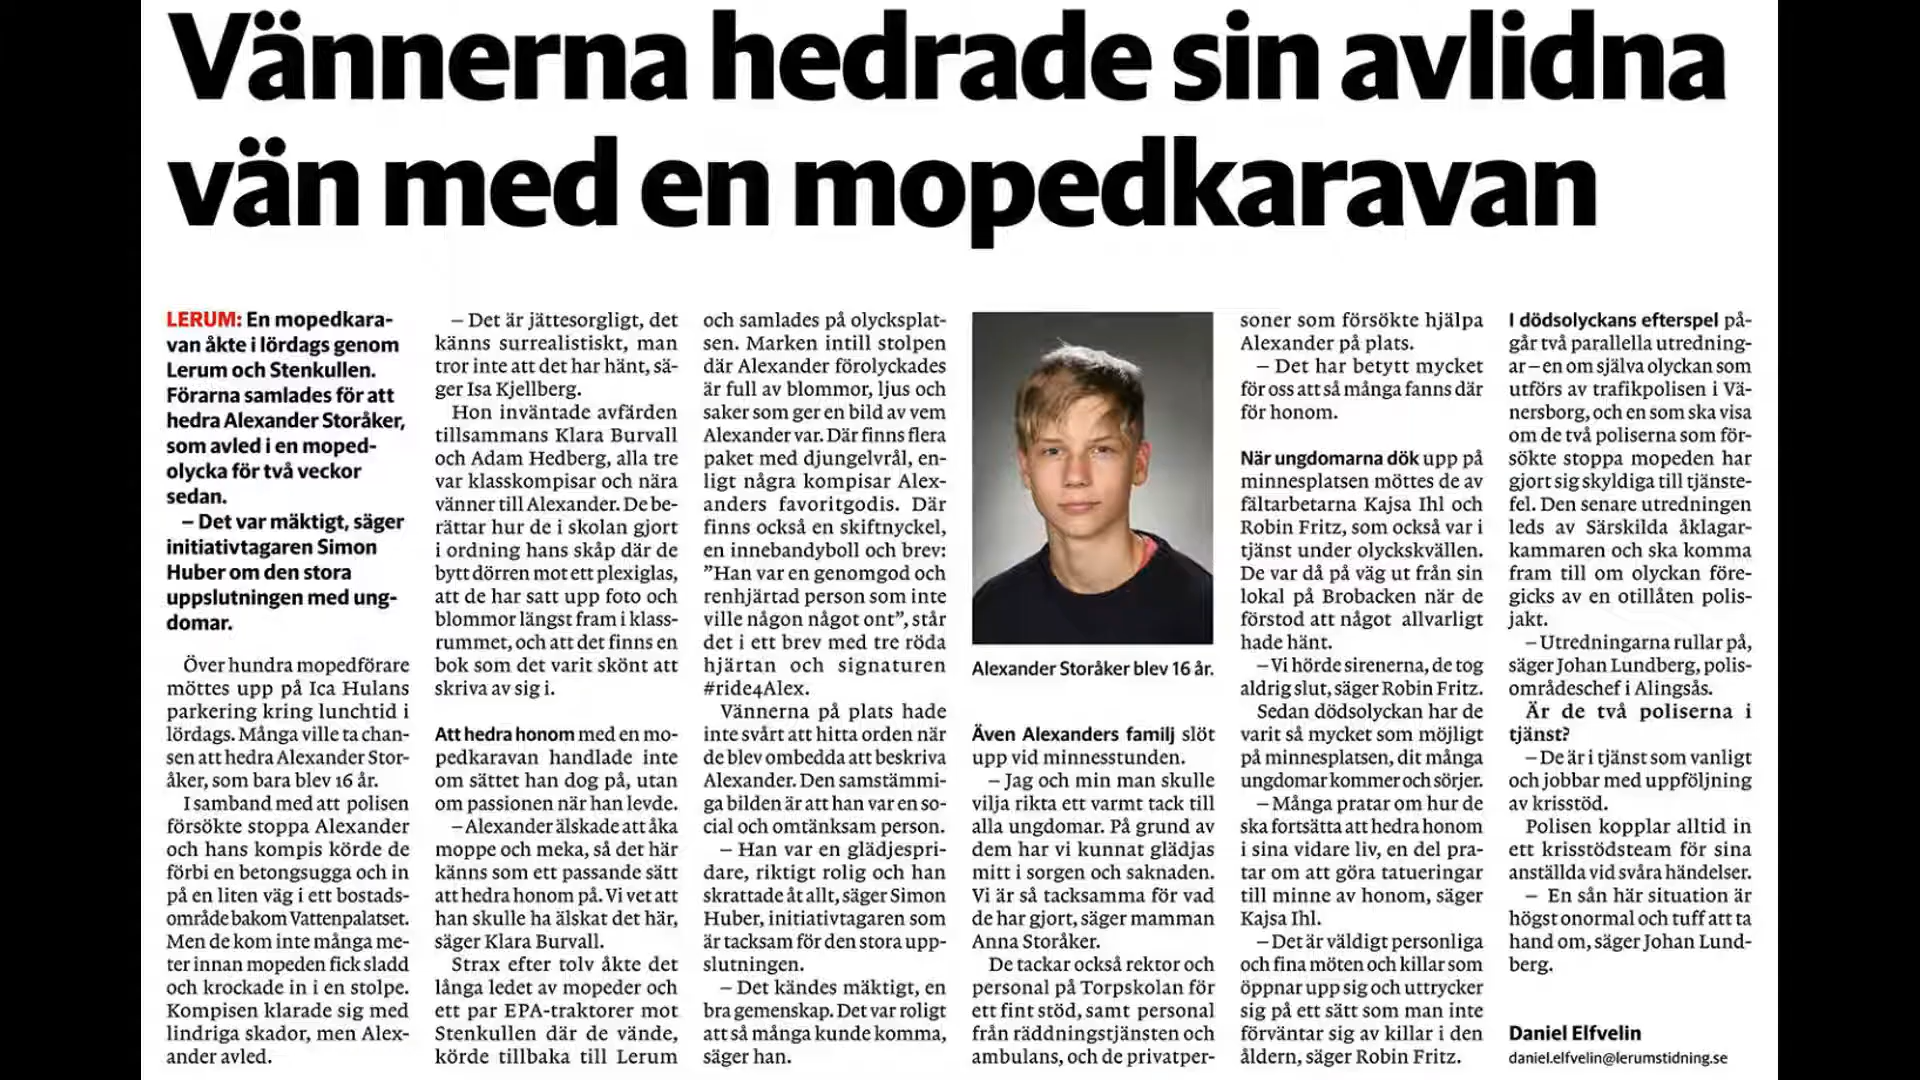 Vännerna hedrade sin avlidna
vän med en mopedkaravan
LERUM: En mopedkara-
van åkte i lördags genom
Lerum och Stenkullen.
Förarna samlades för att
hedra Alexander Storåker,
som avled i en moped-
olycka för två veckor
sedan.
– Det var mäktigt, säger
initiativtagaren Simon
Huber om den stora
uppslutningen med ung-
domar.
Över hundra mopedförare
möttes upp på Ica Hulans
parkering kring lunchtid i
lördags. Många ville ta chan-
sen att hedra Alexander Stor-
åker, som bara blev 16 år.
I samband med att polisen
försökte stoppa Alexander
och hans kompis körde de
förbi en betongsugga och in
på en liten väg i ett bostads-
område bakom Vattenpalatset.
Men de kom inte många me-
ter innan mopeden fick sladd
och krockade in i en stolpe.
Kompisen klarade sig med
lindriga skador, men Alex-
ander avled.
– Det är jättesorgligt, det
känns surrealistiskt, man
tror inte att det har hänt, sä-
ger Isa Kjellberg.
Hon inväntade avfärden
tillsammans Klara Burvall
och Adam Hedberg, alla tre
var klasskompisar och nära
vänner till Alexander. De be-
rättar hur de i skolan gjort
i ordning hans skåp där de
bytt dörren mot ett plexiglas,
att de har satt upp foto och
blommor längst fram i klass-
rummet, och att det finns en
bok som det varit skönt att
skriva av sig i.
Att hedra honom med en mo-
pedkaravan handlade inte
om sättet han dog på, utan
om passionen när han levde.
– Alexander älskade att åka
moppe och meka, så det här
känns som ett passande sätt
att hedra honom på. Vi vet att
han skulle ha älskat det här,
säger Klara Burvall.
Strax efter tolv åkte det
långa ledet av mopeder och
ett par EPA-traktorer mot
Stenkullen där de vände,
körde tillbaka till Lerum
och samlades på olycksplat-
sen. Marken intill stolpen
där Alexander förolyckades
är full av blommor, ljus och
saker som ger en bild av vem
Alexander var. Där finns flera
paket med djungelvrål, en-
ligt några kompisar Alex-
anders favoritgodis. Där
finns också en skiftnyckel,
en innebandyboll och brev:
”Han var en genomgod och
renhjärtad person som inte
ville någon något ont”, står
det i ett brev med tre röda
hjärtan och signaturen
#ride4Alex.
Vännerna på plats hade
inte svårt att hitta orden när
de blev ombedda att beskriva
Alexander. Den samstämmi-
ga bilden är att han var en so-
cial och omtänksam person.
– Han var en glädjespri-
dare, riktigt rolig och han
skrattade åt allt, säger Simon
Huber, initiativtagaren som
är tacksam för den stora upp-
slutningen.
– Det kändes mäktigt, en
bra gemenskap. Det var roligt
att så många kunde komma,
säger han.
Alexander Storåker blev 16 år.
Även Alexanders familj slöt
upp vid minnesstunden.
– Jag och min man skulle
vilja rikta ett varmt tack till
alla ungdomar. På grund av
dem har vi kunnat glädjas
mitt i sorgen och saknaden.
Vi är så tacksamma för vad
de har gjort, säger mamman
Anna Storåker.
De tackar också rektor och
personal på Torpskolan för
ett fint stöd, samt personal
från räddningstjänsten och
ambulans, och de privatper-
soner som försökte hjälpa
Alexander på plats.
– Det har betytt mycket
för oss att så många fanns där
för honom.
När ungdomarna dök upp på
minnesplatsen möttes de av
fältarbetarna Kajsa Ihl och
Robin Fritz, som också var i
tjänst under olyckskvällen.
De var då på väg ut från sin
lokal på Brobacken när de
förstod att något allvarligt
hade hänt.
– Vi hörde sirenerna, de tog
aldrig slut, säger Robin Fritz.
Sedan dödsolyckan har de
varit så mycket som möjligt
på minnesplatsen, dit många
ungdomar kommer och sörjer.
– Många pratar om hur de
ska fortsätta att hedra honom
i sina vidare liv, en del pra-
tar om att göra tatueringar
till minne av honom, säger
Kajsa Ihl.
– Det är väldigt personliga
och fina möten och killar som
öppnar upp sig och uttrycker
sig på ett sätt som man inte
förväntar sig av killar i den
åldern, säger Robin Fritz.
I dödsolyckans efterspel på-
går två parallella utredning-
ar – en om själva olyckan som
utförs av trafikpolisen i Vä-
nersborg, och en som ska visa
om de två poliserna som för-
sökte stoppa mopeden har
gjort sig skyldiga till tjänste-
fel. Den senare utredningen
leds av Särskilda åklagar-
kammaren och ska komma
fram till om olyckan före-
gicks av en otillåten polis-
jakt.
– Utredningarna rullar på,
säger Johan Lundberg, polis-
områdeschef i Alingsås.
Är de två poliserna i
tjänst?
– De är i tjänst som vanligt
och jobbar med uppföljning
av krisstöd.
Polisen kopplar alltid in
ett krisstödsteam för sina
anställda vid svåra händelser.
– En sån här situation är
högst onormal och tuff att ta
hand om, säger Johan Lund-
berg.
Daniel Elfvelin
daniel.elfvelin@lerumstidning.se